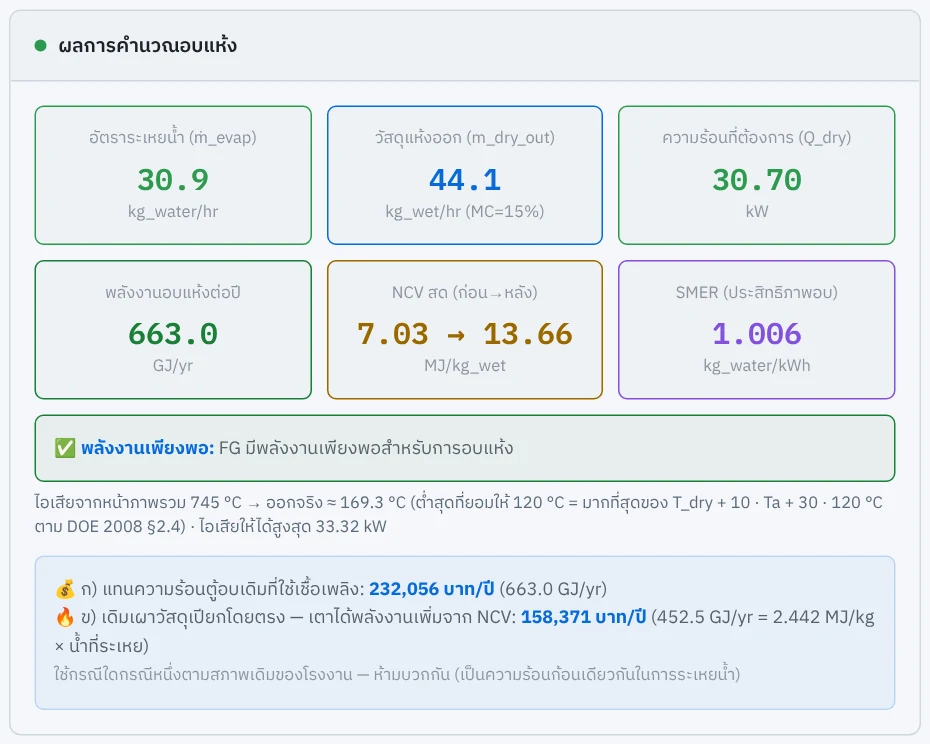 ผลการคำนวณอบแห้ง
อัตราระเหยน้ำ (ṁ_evap)
30.9
kg_water/hr
วัสดุแห้งออก (m_dry_out)
44.1
kg_wet/hr (MC=15%)
ความร้อนที่ต้องการ (Q_dry)
30.70
kW
พลังงานอบแห้งต่อปี
663.0
GJ/yr
NCV สด (ก่อน→หลัง)
7.03 → 13.66
MJ/kg_wet
SMER (ประสิทธิภาพอบ)
1.006
kg_water/kWh
✅ พลังงานเพียงพอ: FG มีพลังงานเพียงพอสำหรับการอบแห้ง
ไอเสียจากหน้าภาพรวม 745 °C → ออกจริง ≈ 169.3 °C (ต่ำสุดที่ยอมให้ 120 °C = มากที่สุดของ T_dry + 10 · Ta + 30 · 120 °C
ตาม DOE 2008 §2.4) · ไอเสียให้ได้สูงสุด 33.32 kW
💰 ก) แทนความร้อนตู้อบเดิมที่ใช้เชื้อเพลิง: 232,056 บาท/ปี (663.0 GJ/yr)
🔥 ข) เดิมเผาวัสดุเปียกโดยตรง — เตาได้พลังงานเพิ่มจาก NCV: 158,371 บาท/ปี (452.5 GJ/yr = 2.442 MJ/kg
× น้ำที่ระเหย)
ใช้กรณีใดกรณีหนึ่งตามสภาพเดิมของโรงงาน — ห้ามบวกกัน (เป็นความร้อนก้อนเดียวกันในการระเหยน้ำ)